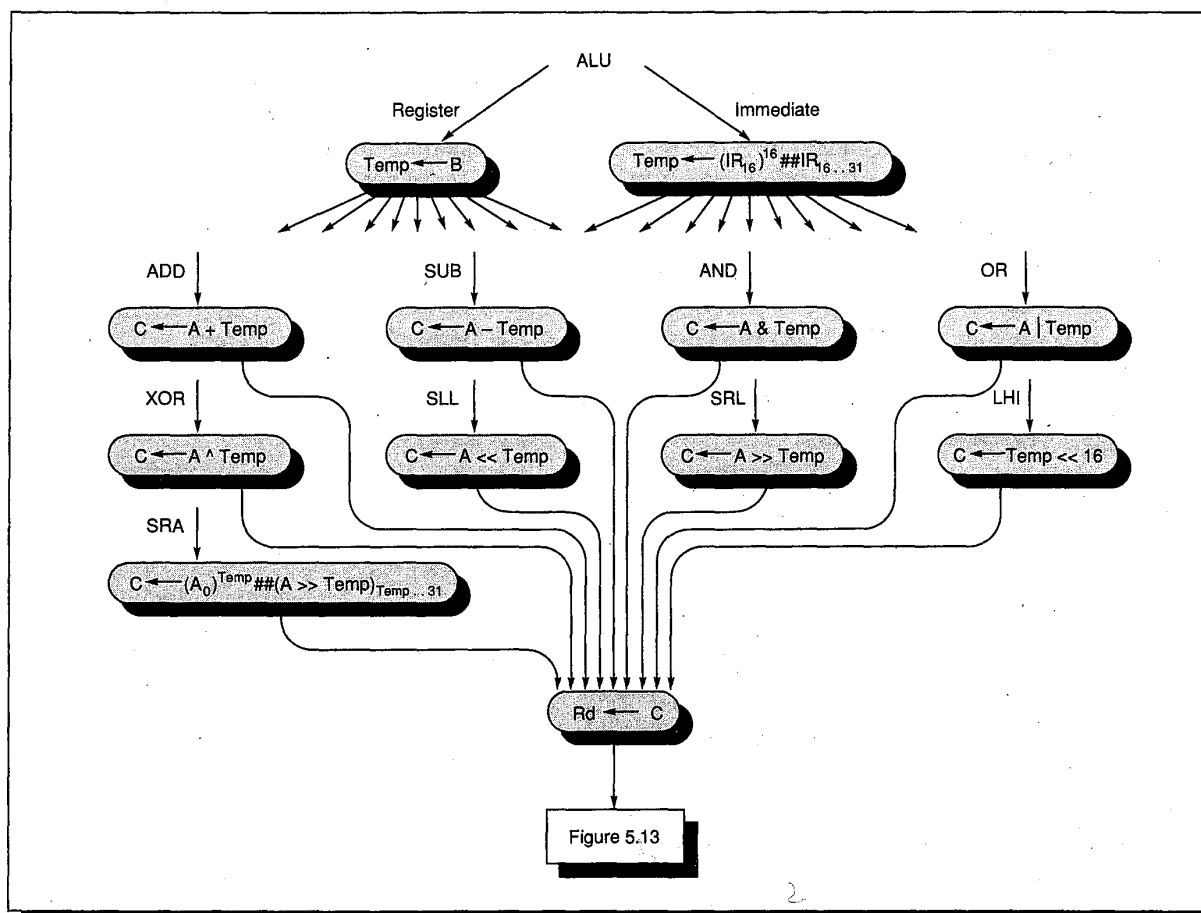 ALU
Register
Immediate
Temp ← B
Temp ← (IR₁₆)¹⁶ ##IR₁₆..₃₁
ADD
SUB
AND
OR
C ← A + Temp
C ← A – Temp
C ← A & Temp
C ← A | Temp
XOR
SLL
SRL
LHI
C ← A ^ Temp
C ← A << Temp
C ← A >> Temp
C ← Temp << 16
SRA
C ← (A₀)^Temp ##(A >> Temp)Temp...31
Rd ← C
Figure 5.13
2